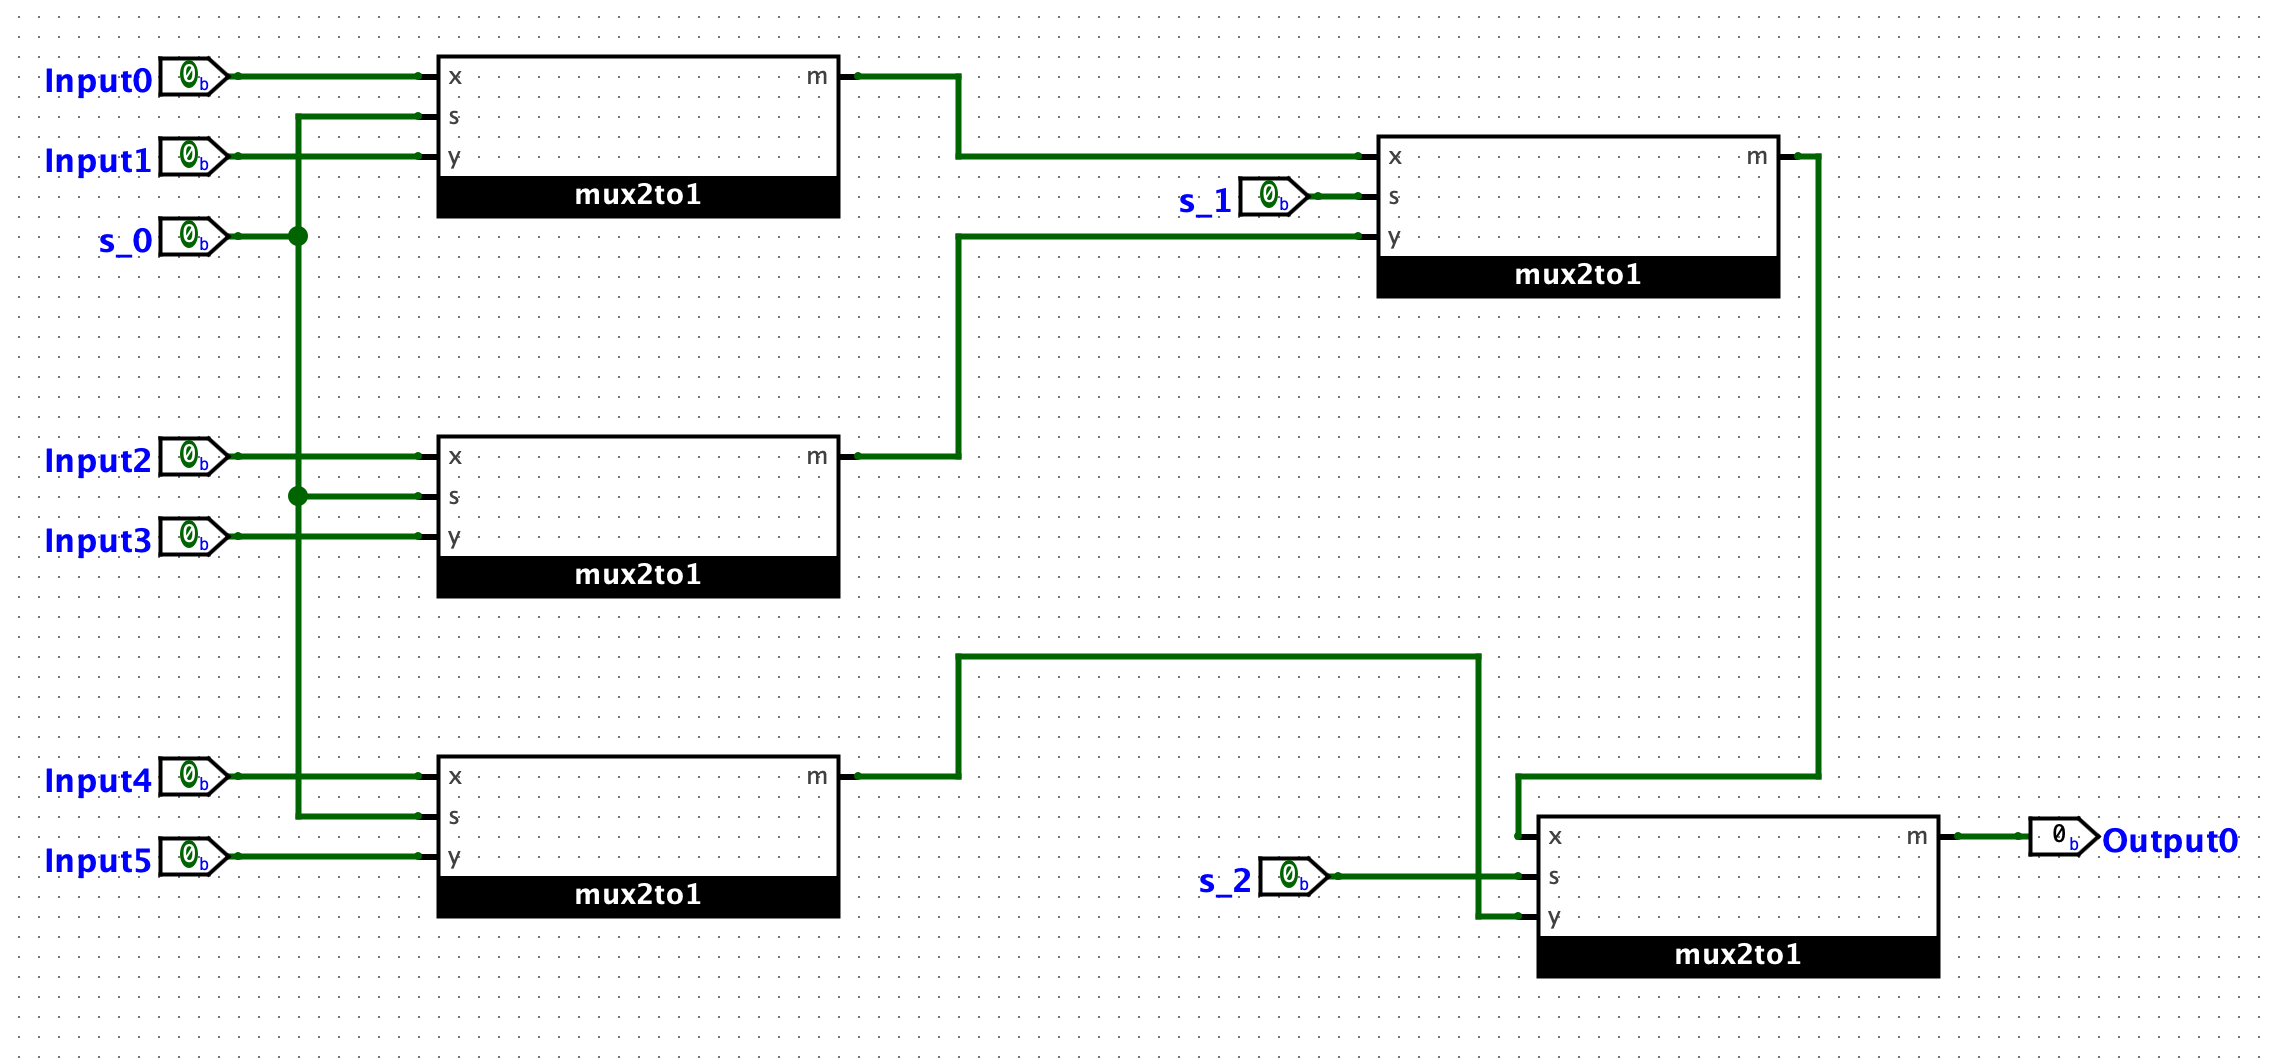 Input0 0b x m
s
Input1 0b y
mux2to1
s_0 0b
x m
s_1 0b s
y
mux2to1
Input2 0b x m
s
Input3 0b y
mux2to1
Input4 0b x m
s
Input5 0b y
mux2to1
x m 0b Output0
s_2 0b s
y
mux2to1